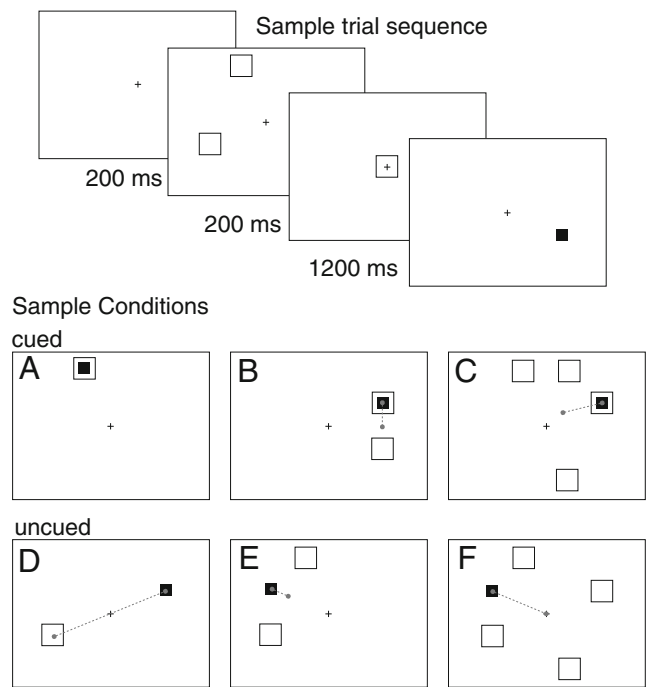 Sample trial sequence
200 ms
200 ms
1200 ms
Sample Conditions
cued
A
B
C
uncued
D
E
F